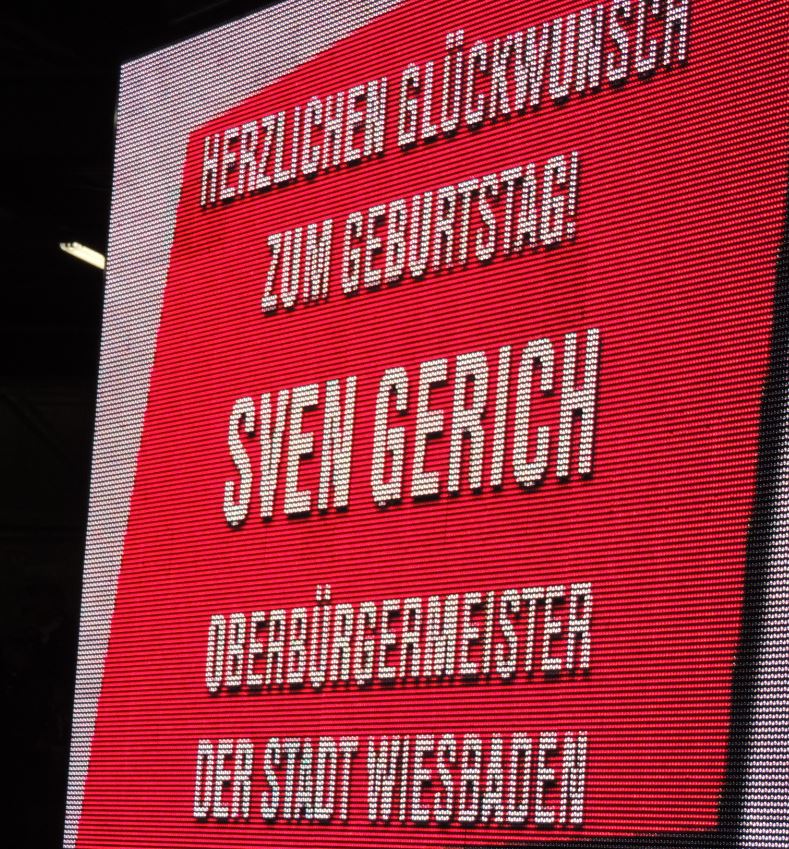 HERZLICHEN GLÜCKWUNSCH
ZUM GEBURTSTAG!
SVEN GERICH
OBERBÜRGERMEISTER
DER STADT WIESBADEN